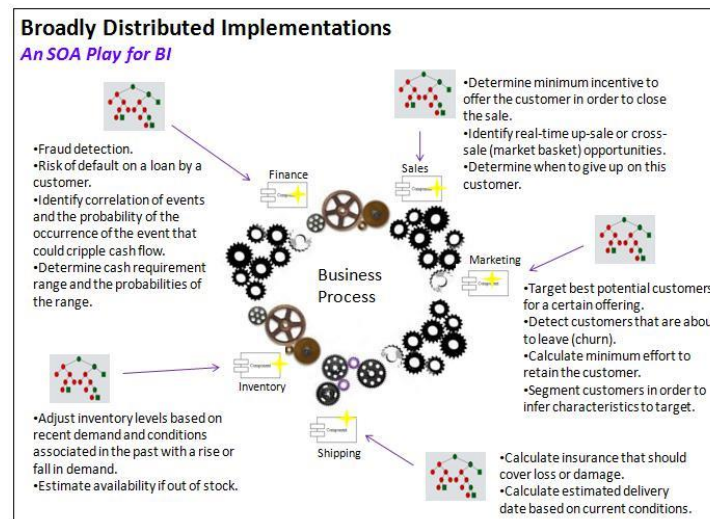 Broadly Distributed Implementations
An SOA Play for BI
•Determine minimum incentive to
offer the customer in order to close
the sale.
•Identify real-time up-sale or cross-
sale (market basket) opportunities.
•Determine when to give up on this
customer.
•Fraud detection.
•Risk of default on a loan by a
customer.
•Identify correlation of events
and the probability of the
occurrence of the event that
could cripple cash flow.
•Determine cash requirement
range and the probabilities of
the range.
Finance
Sales
Marketing
Business
Process
•Target best potential customers
for a certain offering.
•Detect customers that are abou
to leave (churn).
•Calculate minimum effort to
retain the customer.
•Segment customers in order to
infer characteristics to target.
Inventory
•Adjust inventory levels based on
recent demand and conditions
associated in the past with a rise or
fall in demand.
•Estimate availability if out of stock.
Shipping
•Calculate insurance that should
cover loss or damage.
•Calculate estimated delivery
date based on current conditions.